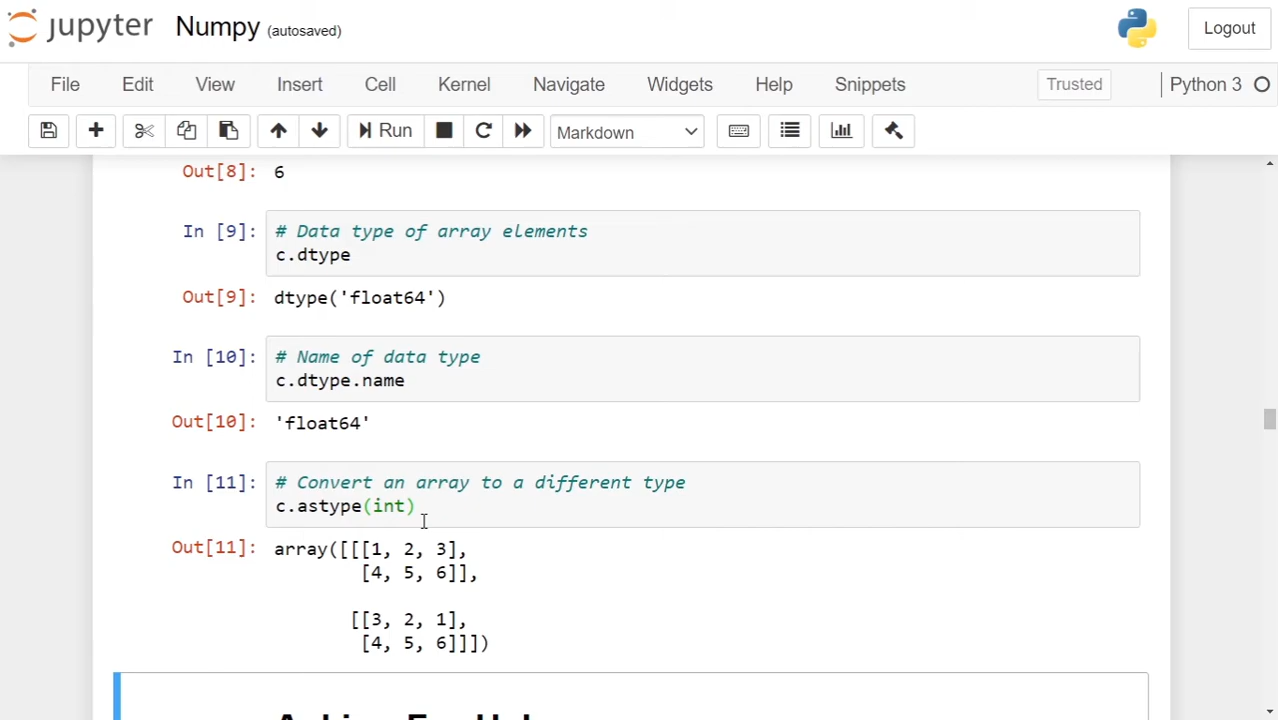 jupyter Numpy (autosaved) Logout
File Edit View Insert Cell Kernel Navigate Widgets Help Snippets Trusted Python 3
Run Markdown
Out[8]: 6
In [9]: # Data type of array elements
c.dtype
Out[9]: dtype('float64')
In [10]: # Name of data type
c.dtype.name
Out[10]: 'float64'
In [11]: # Convert an array to a different type
c.astype(int)
Out[11]: array([[[1, 2, 3],
[4, 5, 6]],
[[3, 2, 1],
[4, 5, 6]]])